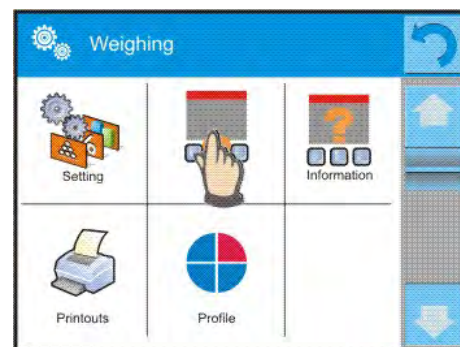 Weighing
Setting
Information
Printouts
Profile